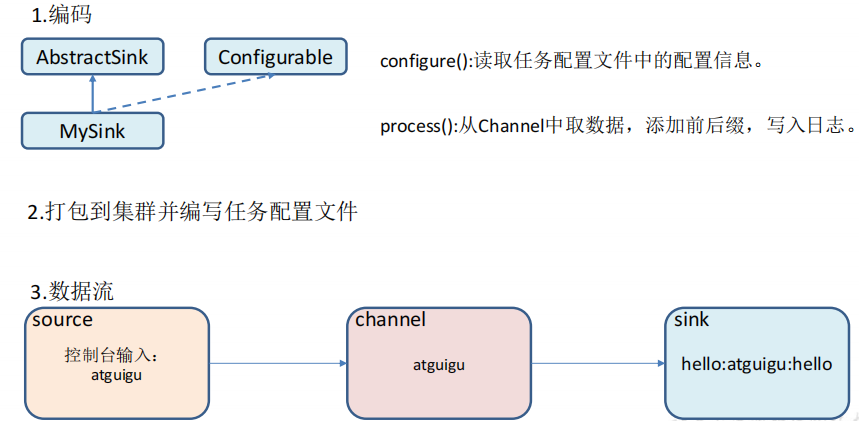 1.编码
AbstractSink
Configurable
configure():读取任务配置文件中的配置信息。
MySink
process():从Channel中取数据，添加前后缀，写入日志。
2.打包到集群并编写任务配置文件
3.数据流
source
控制台输入：
atguigu
channel
atguigu
sink
hello:atguigu:hello